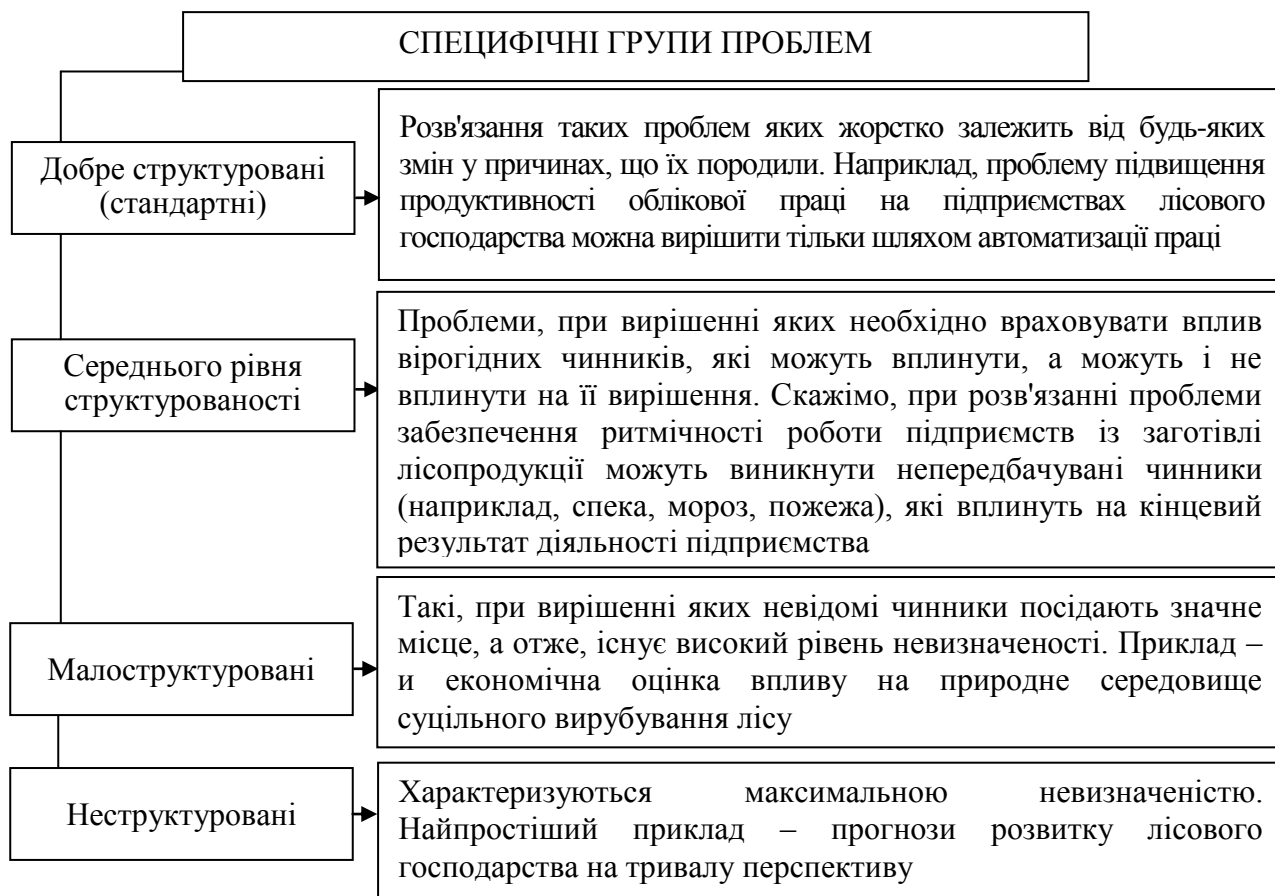 СПЕЦИФІЧНІ ГРУПИ ПРОБЛЕМ
Добре структуровані
(стандартні)
Розв'язання таких проблем яких жорстко залежить від будь-яких
змін у причинах, що їх породили. Наприклад, проблему підвищення
продуктивності облікової праці на підприємствах лісового
господарства можна вирішити тільки шляхом автоматизації праці
Середнього рівня
структурованості
Проблеми, при вирішенні яких необхідно враховувати вплив
вірогідних чинників, які можуть вплинути, а можуть і не
вплинути на її вирішення. Скажімо, при розв'язанні проблеми
забезпечення ритмічності роботи підприємств із заготівлі
лісопродукції можуть виникнути непередбачувані чинники
(наприклад, спека, мороз, пожежа), які вплинуть на кінцевий
результат діяльності підприємства
Малоструктуровані
Такі, при вирішенні яких невідомі чинники посідають значне
місце, а отже, існує високий рівень невизначеності. Приклад –
и економічна оцінка впливу на природне середовище
суцільного вирубування лісу
Неструктуровані
Характеризуються максимальною невизначеністю.
Найпростіший приклад – прогнози розвитку лісового
господарства на тривалу перспективу